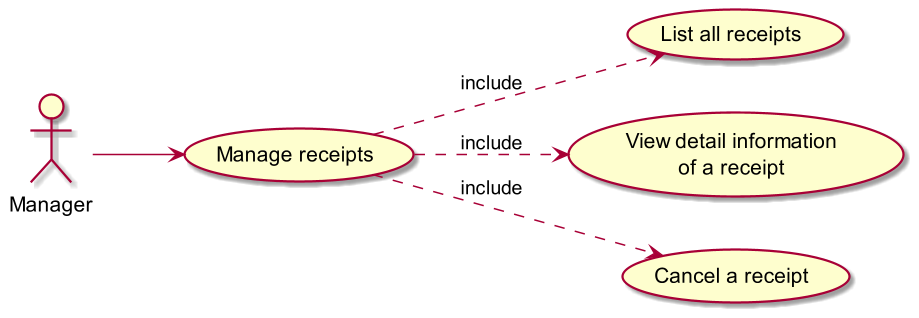 List all receipts
include
Manager
Manage receipts
include
View detail information
of a receipt
include
Cancel a receipt